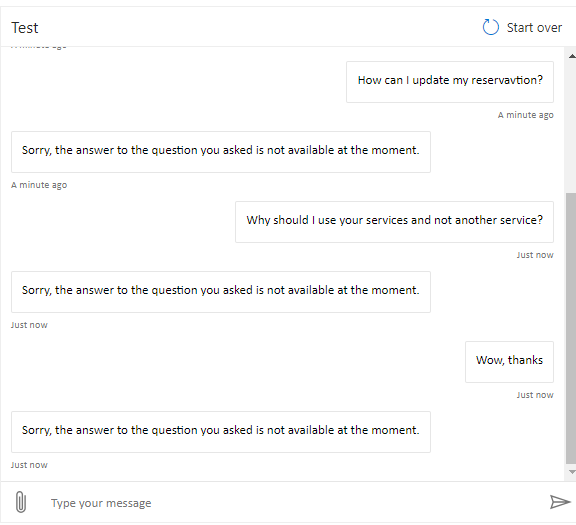 Test
Start over
A minute ago
How can I update my reservavtion?
A minute ago
Sorry, the answer to the question you asked is not available at the moment.
A minute ago
Why should I use your services and not another service?
Just now
Sorry, the answer to the question you asked is not available at the moment.
Just now
Wow, thanks
Just now
Sorry, the answer to the question you asked is not available at the moment.
Just now
Type your message